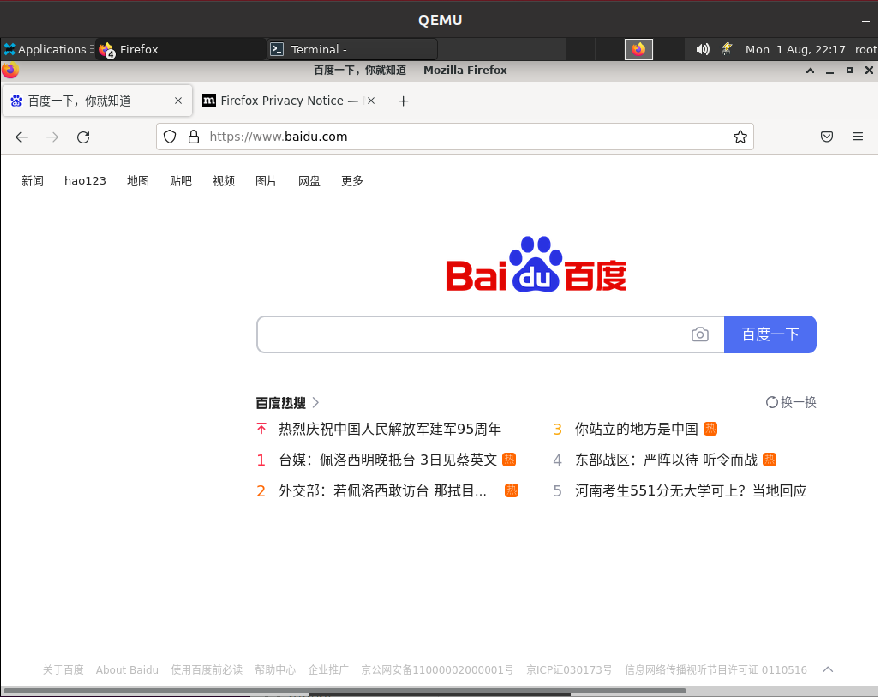 QEMU
Applications Firefox Terminal - Mon 1 Aug, 22:17 root
百度一下，你就知道 — Mozilla Firefox
百度一下，你就知道 Firefox Privacy Notice —
https://www.baidu.com
新闻 hao123 地图 贴吧 视频 图片 网盘 更多
Bai du 百度
百度一下
百度热搜 换一换
热烈庆祝中国人民解放军建军95周年
3 你站立的地方是中国 热
1 台媒：佩洛西明晚抵台 3日见蔡英文 热
4 东部战区：严阵以待 听令而战 热
2 外交部：若佩洛西敢访台 那拭目... 热
5 河南考生551分无大学可上？当地回应
关于百度 About Baidu 使用百度前必读 帮助中心 企业推广 京公网安备11000002000001号 京ICP证030173号 信息网络传播视听节目许可证 0110516